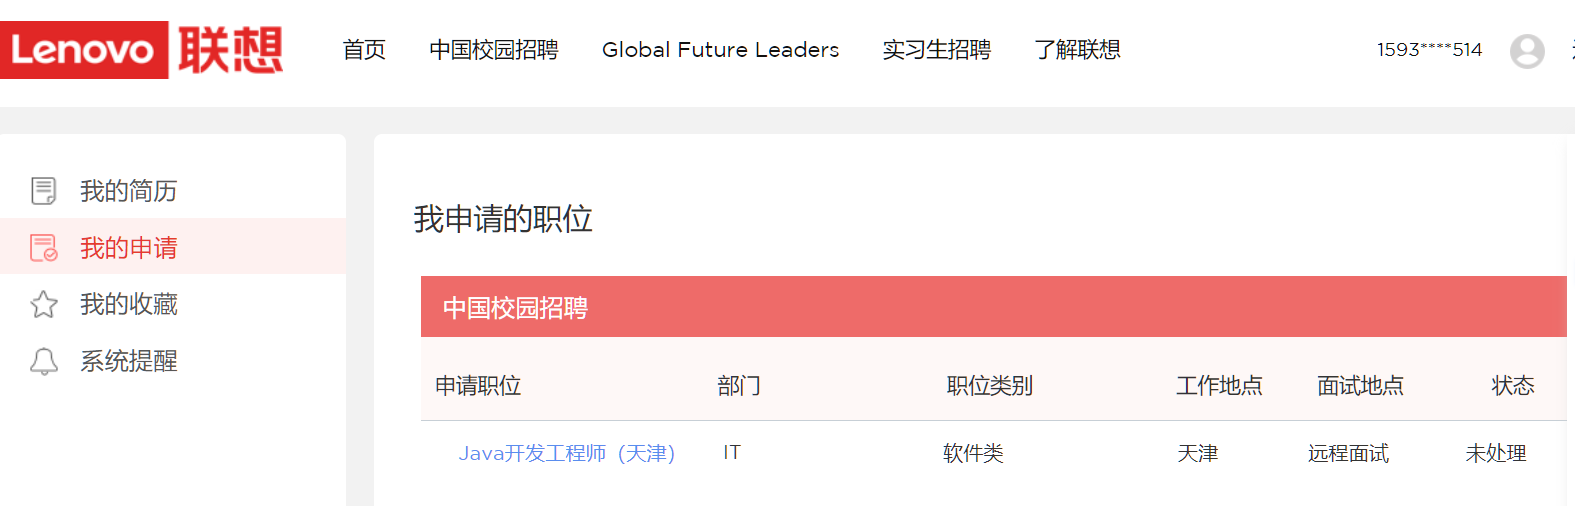 Lenovo 联想 首页 中国校园招聘 Global Future Leaders 实习生招聘 了解联想 1593****514
我的简历
我的申请
我的收藏
系统提醒
我申请的职位
中国校园招聘
申请职位 部门 职位类别 工作地点 面试地点 状态
Java开发工程师（天津） IT 软件类 天津 远程面试 未处理